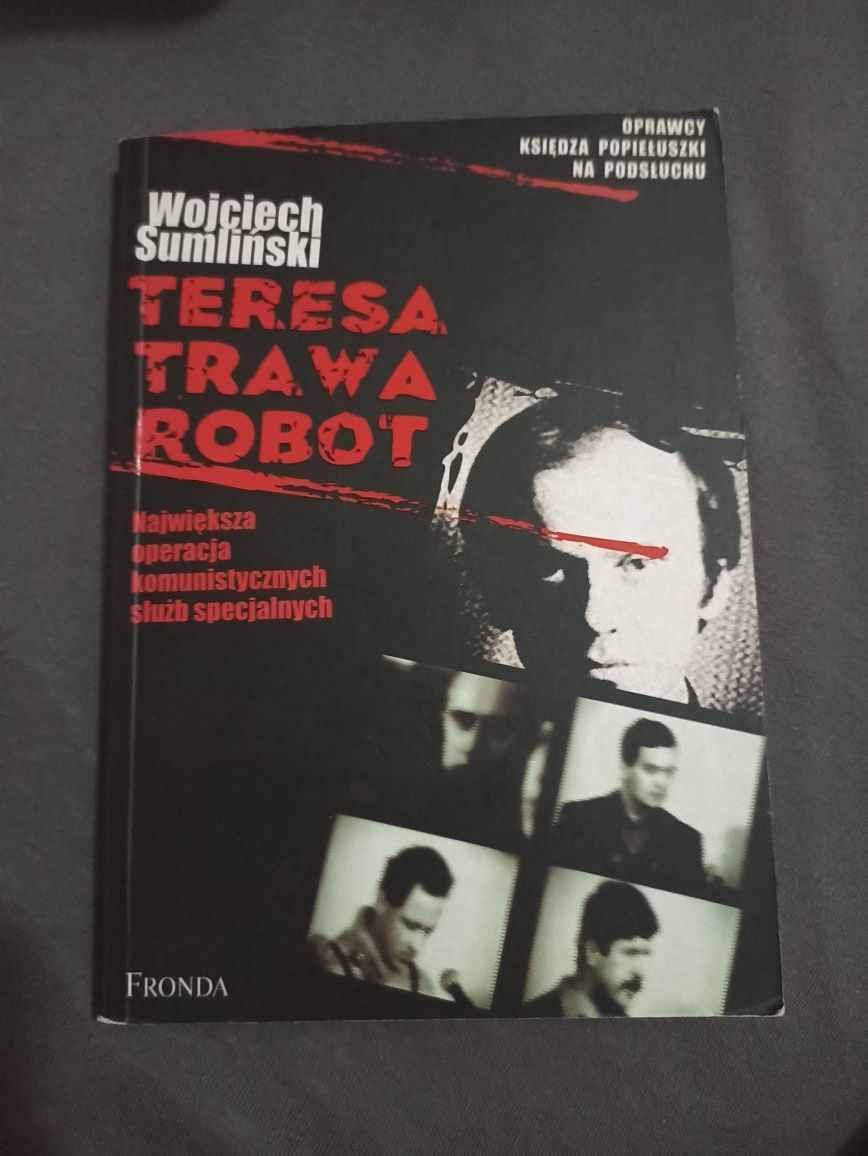 OPRAWCY
KSIĘDZA POPIEŁUSZKI
NA PODSŁUCHU
Wojciech
Sumliński
TERESA
TRAWA
ROBOT
Największa
operacja
komunistycznych
służb specjalnych
FRONDA